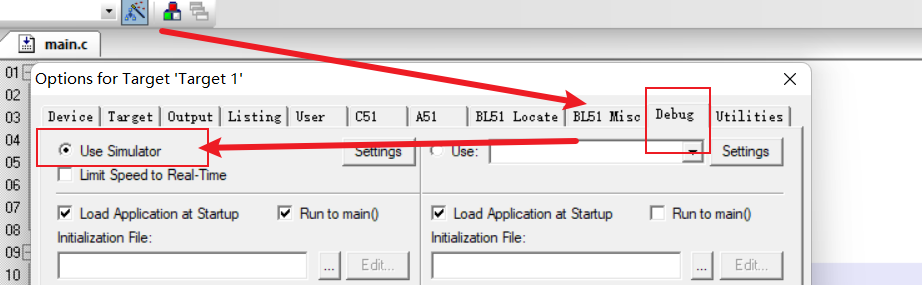 main.c
01
Options for Target 'Target 1'
02
03
Device Target Output Listing User C51 A51 BL51 Locate BL51 Misc Debug Utilities
04
Use Simulator Settings Use: Settings
05
Limit Speed to Real-Time
06
07
Load Application at Startup Run to main() Load Application at Startup Run to main()
08
Initialization File: Initialization File:
09
... Edit... ... Edit...
10